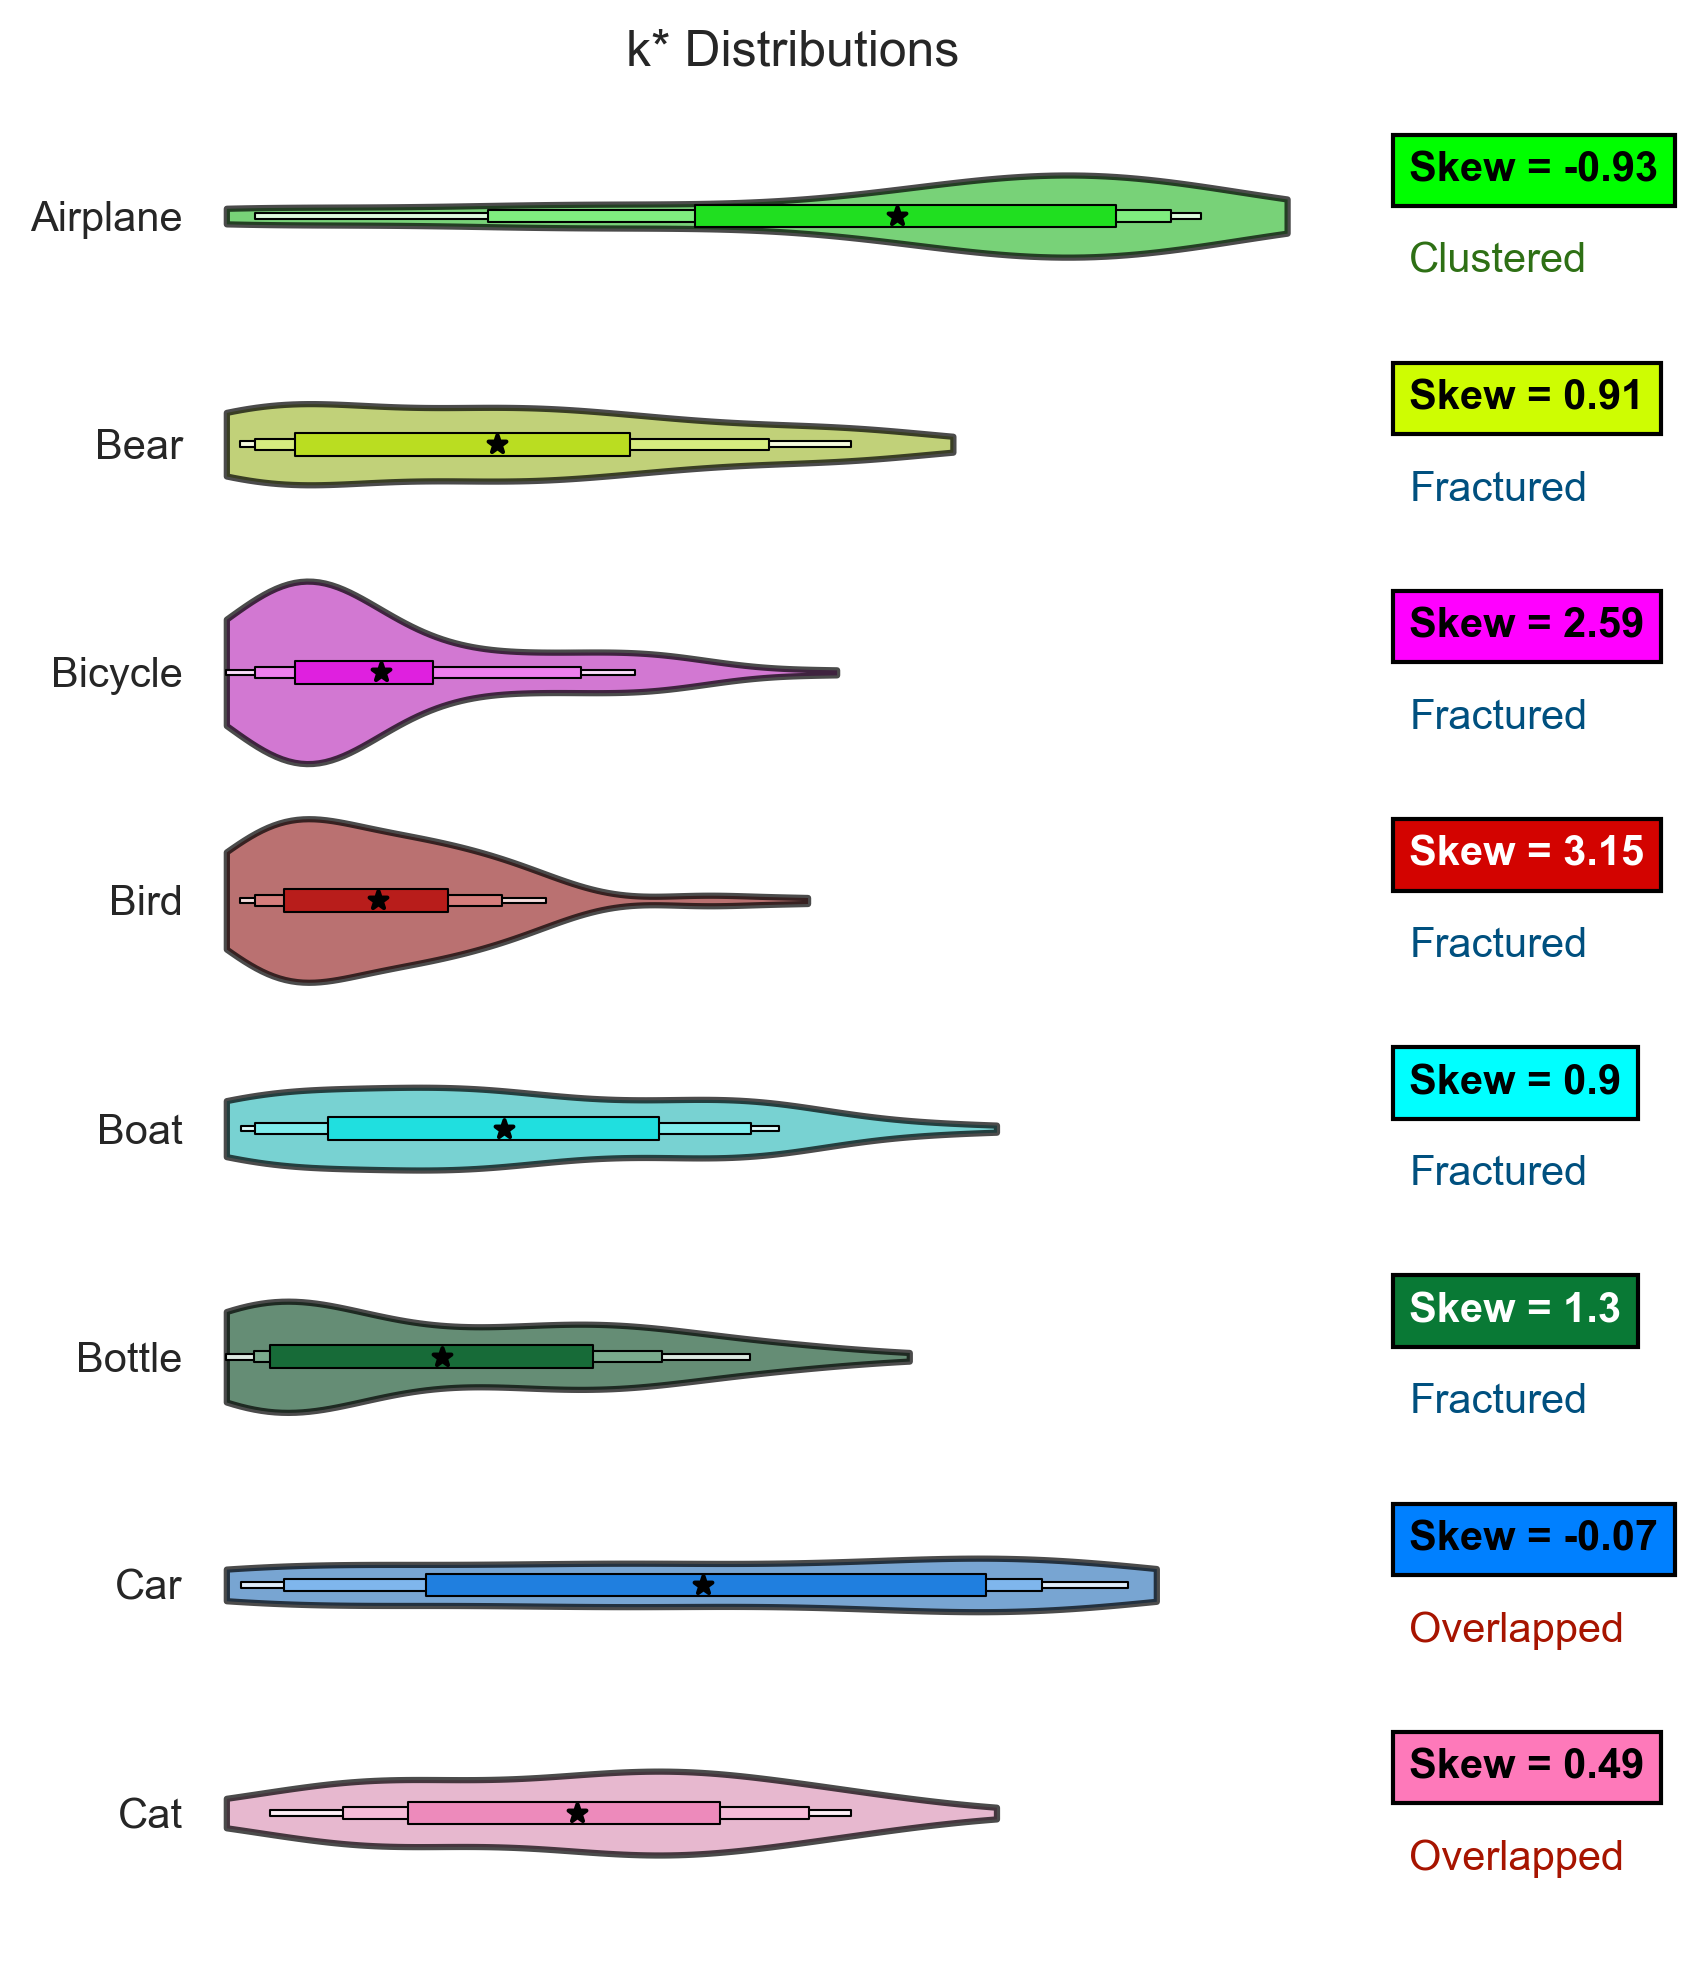 k* Distributions
Airplane
Skew = -0.93
Clustered
Bear
Skew = 0.91
Fractured
Bicycle
Skew = 2.59
Fractured
Bird
Skew = 3.15
Fractured
Boat
Skew = 0.9
Fractured
Bottle
Skew = 1.3
Fractured
Car
Skew = -0.07
Overlapped
Cat
Skew = 0.49
Overlapped